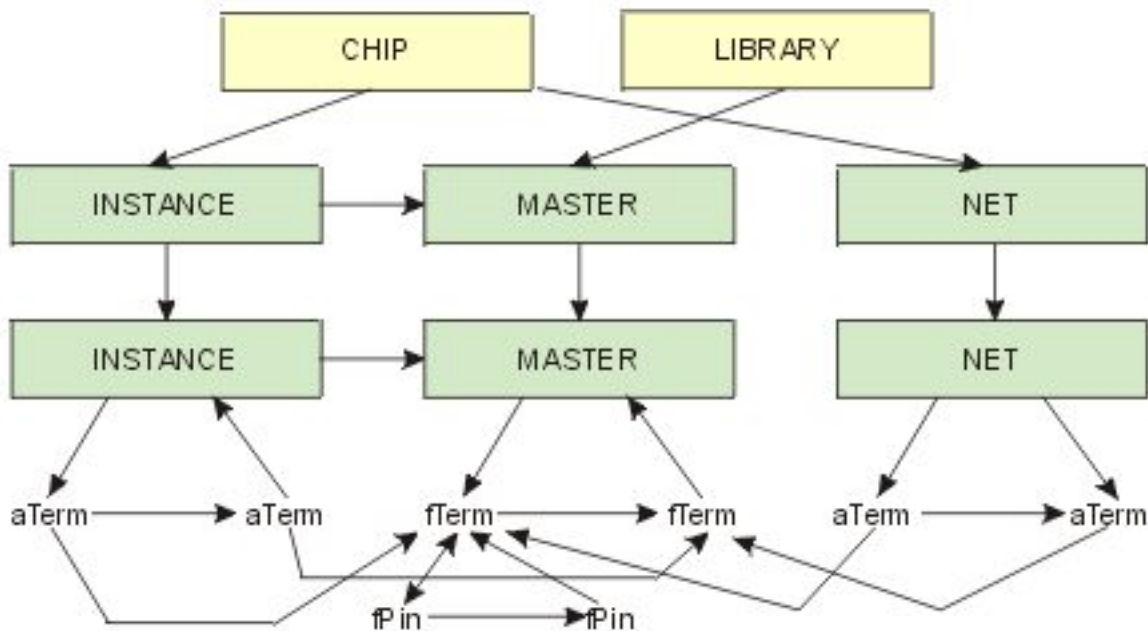 CHIP
LIBRARY
INSTANCE
MASTER
NET
INSTANCE
MASTER
NET
aTerm
aTerm
fTerm
fTerm
aTerm
aTerm
fPin
fPin